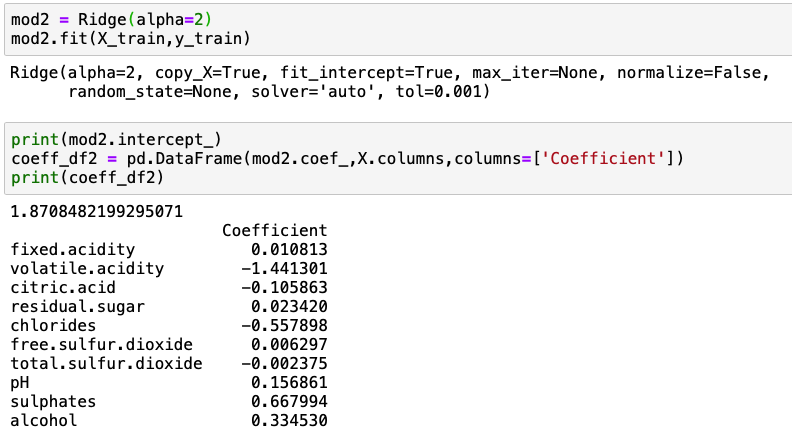 mod2 = Ridge(alpha=2)
mod2.fit(X_train,y_train)
Ridge(alpha=2, copy_X=True, fit_intercept=True, max_iter=None, normalize=False,
      random_state=None, solver='auto', tol=0.001)
print(mod2.intercept_)
coeff_df2 = pd.DataFrame(mod2.coef_,X.columns,columns=['Coefficient'])
print(coeff_df2)
1.8708482199295071
                      Coefficient
fixed.acidity            0.010813
volatile.acidity        -1.441301
citric.acid             -0.105863
residual.sugar           0.023420
chlorides               -0.557898
free.sulfur.dioxide      0.006297
total.sulfur.dioxide    -0.002375
pH                       0.156861
sulphates                0.667994
alcohol                  0.334530